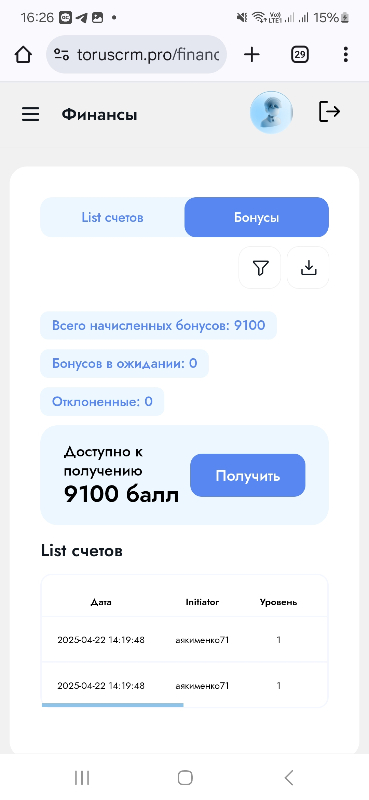 16:26
15%
toruscrm.pro/financ
29
Финансы
List счетов
Бонусы
Всего начисленных бонусов: 9100
Бонусов в ожидании: 0
Отклоненные: 0
Доступно к
получению
9100 балл
Получить
List счетов
Дата Initiator Уровень
2025-04-22 14:19:48 аякименко71 1
2025-04-22 14:19:48 аякименко71 1